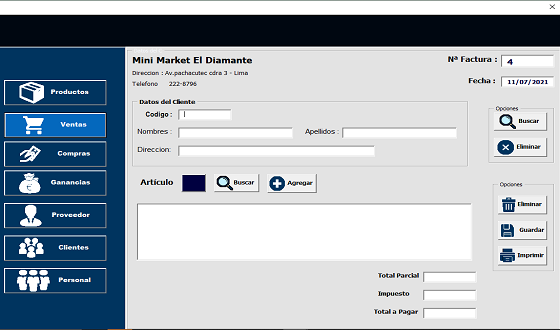 Productos
Ventas
Compras
Ganancias
Proveedor
Clientes
Personal
Mini Market El Diamante
Direccion : Av.pachacutec cdra 3 - Lima
Telefono 222-8796
Nª Factura : 4
Fecha : 11/07/2021
Datos del Cliente
Codigo :
Nombres :
Apellidos :
Direccion:
Opciones
Buscar
Eliminar
Artículo
Buscar
Agregar
Opciones
Eliminar
Guardar
Imprimir
Total Parcial
Impuesto
Total a Pagar